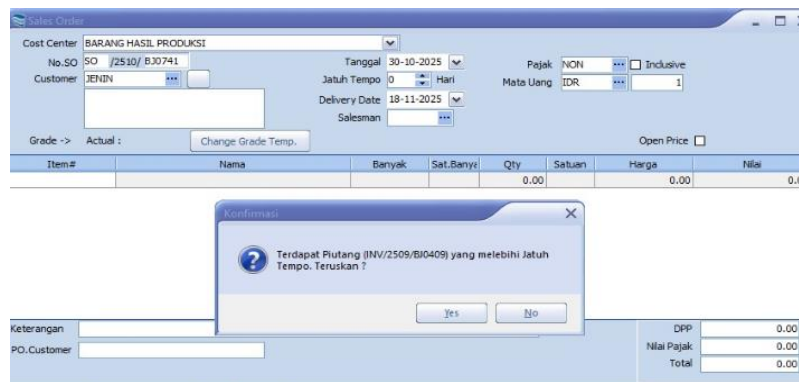 Sales Order
Cost Center BARANG HASIL PRODUKSI
No.SO SO /2510/ BJ0741 Tanggal 30-10-2025 Pajak NON Inclusive
Customer JENIN Jatuh Tempo 0 Hari Mata Uang IDR 1
Delivery Date 18-11-2025
Salesman
Grade -> Actual : Change Grade Temp. Open Price
Item# Nama Banyak Sat.Banya Qty Satuan Harga Nilai
0.00 0.00 0.
Konfirmasi
Terdapat Piutang (INV/2509/BJ0409) yang melebihi Jatuh
Tempo. Teruskan ?
Yes No
Keterangan DPP 0.00
PO.Customer Nilai Pajak 0.00
Total 0.00